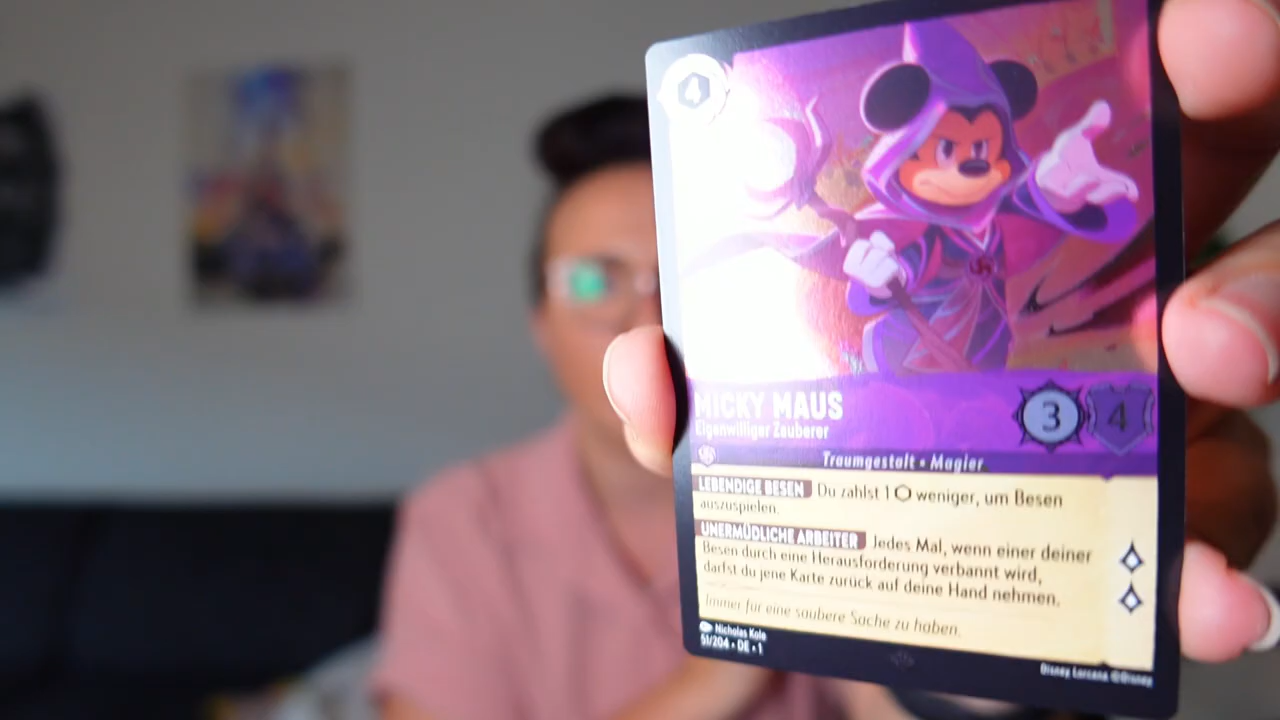 4
MICKY MAUS
Eigenwilliger Zauberer
3 4
Traumgestalt • Magier
LEBENDIGE BESEN Du zahlst 1 ⬡ weniger, um Besen
auszuspielen.
UNERMÜDLICHE ARBEITER Jedes Mal, wenn einer deiner
Besen durch eine Herausforderung verbannt wird,
darfst du jene Karte zurück auf deine Hand nehmen.
Immer für eine saubere Sache zu haben.
Nicholas Kole
51/204 • DE • 1
Disney Lorcana ©Disney